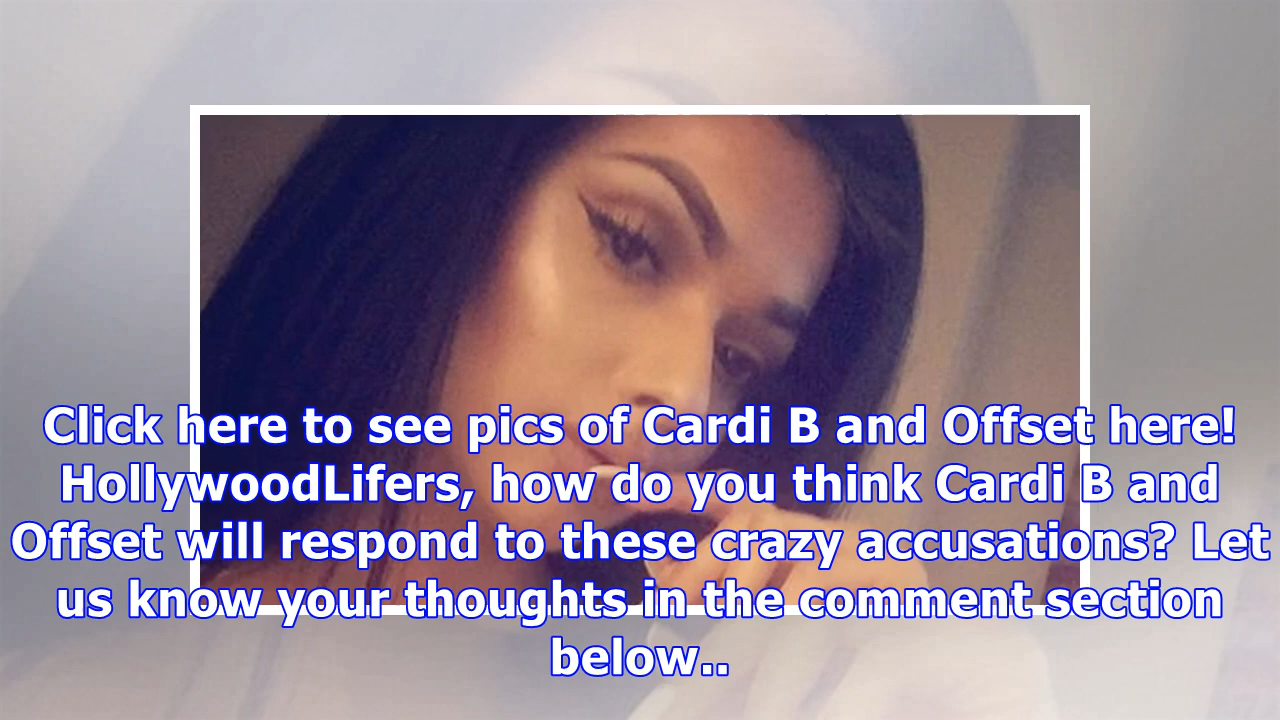 Click here to see pics of Cardi B and Offset here!
HollywoodLifers, how do you think Cardi B and
Offset will respond to these crazy accusations? Let
us know your thoughts in the comment section
below..